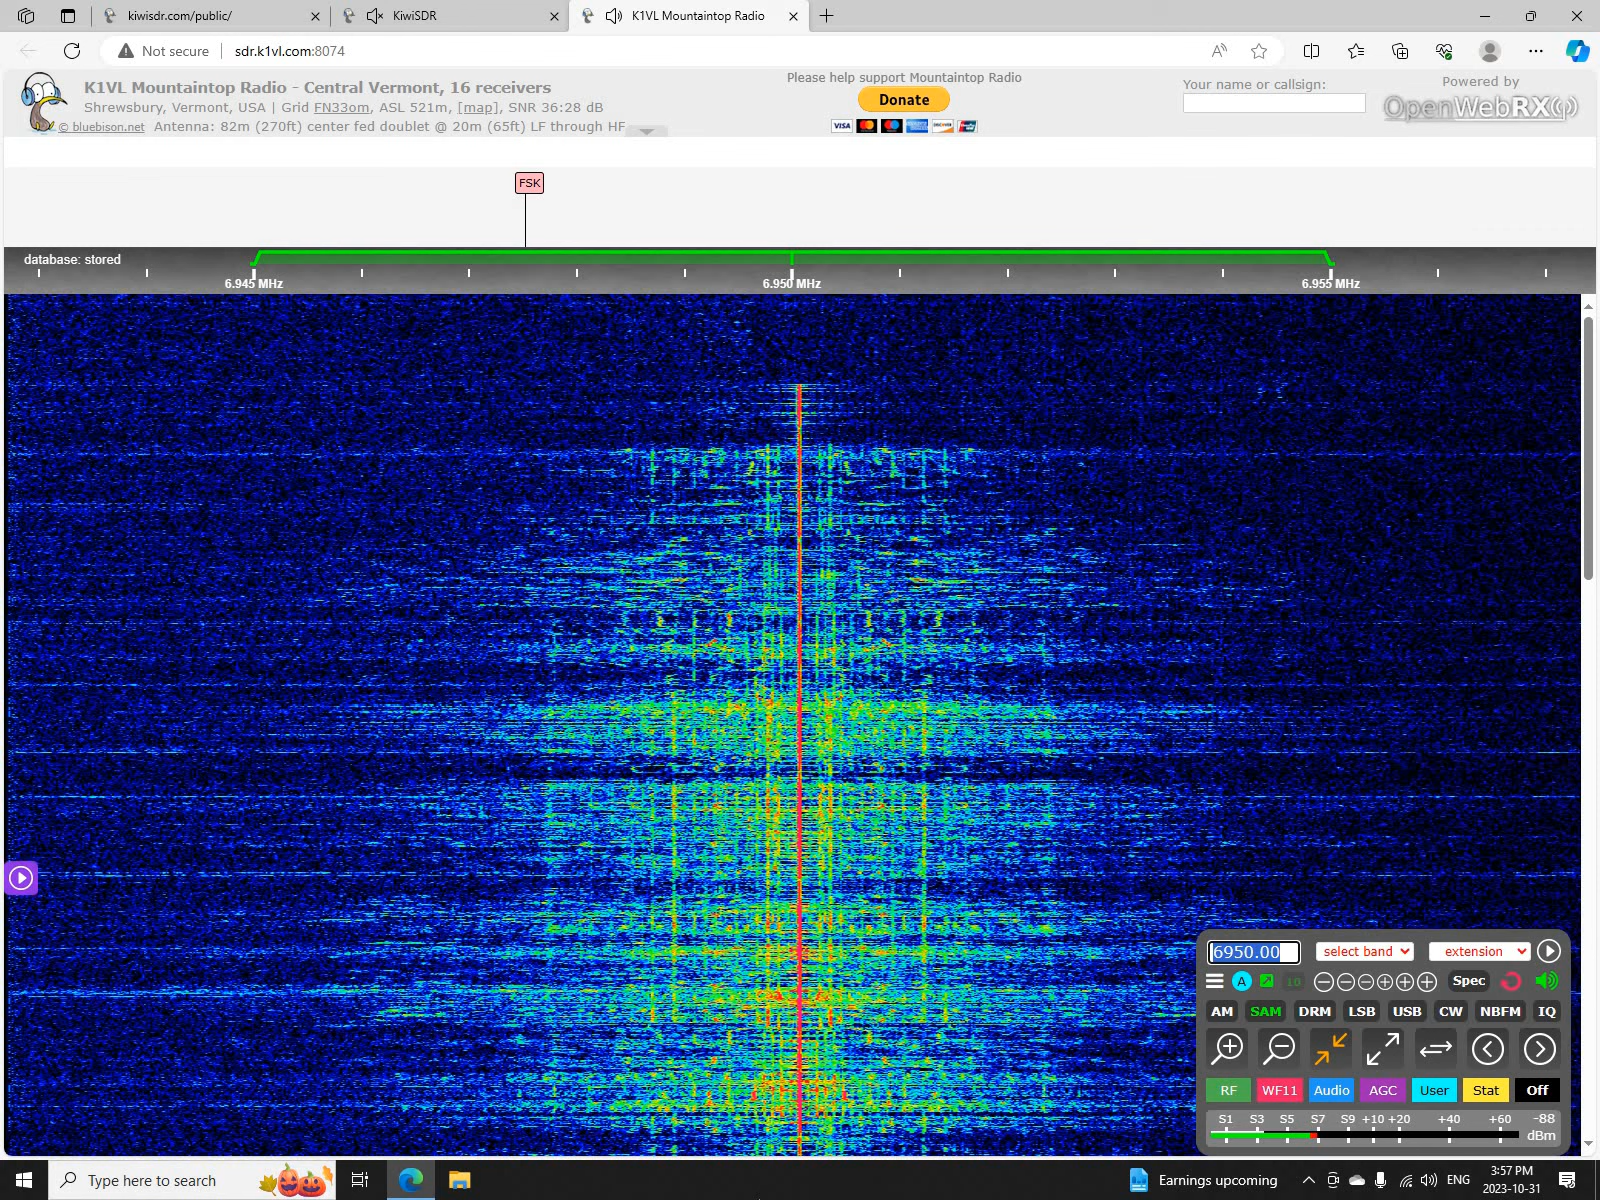 kiwisdr.com/public/
KiwiSDR
K1VL Mountaintop Radio
Not secure
sdr.k1vl.com:8074
K1VL Mountaintop Radio - Central Vermont, 16 receivers
Shrewsbury, Vermont, USA | Grid FN33om, ASL 521m, [map], SNR 36:28 dB
© bluebison.net Antenna: 82m (270ft) center fed doublet @ 20m (65ft) LF through HF
Please help support Mountaintop Radio
Donate
VISA
Your name or callsign:
Powered by
OpenWebRX
FSK
database: stored
6.945 MHz 6.950 MHz 6.955 MHz
6950.00 select band extension
A 10 Spec
AM SAM DRM LSB USB CW NBFM IQ
RF WF11 Audio AGC User Stat Off
S1 S3 S5 S7 S9 +10 +20 +40 +60 -88
dBm
Type here to search
Earnings upcoming
ENG
3:57 PM
2023-10-31